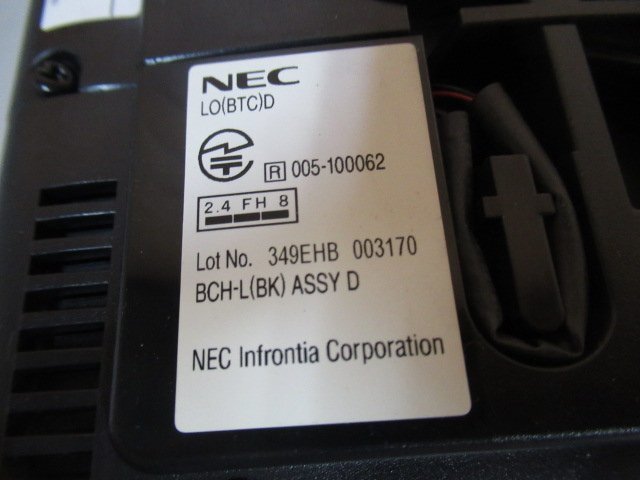 NEC
LO(BTC)D
R 005-100062
2.4 FH 8
Lot No. 349EHB 003170
BCH-L(BK) ASSY D
NEC Infrontia Corporation